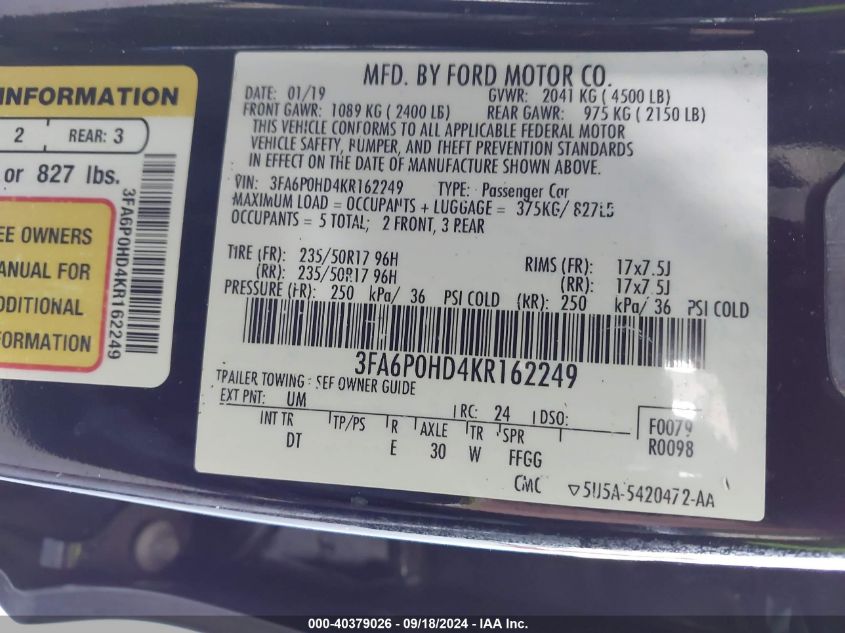 INFORMATION
2 REAR: 3
or 827 lbs.
EE OWNERS
ANUAL FOR
DDITIONAL
FORMATION
3FA6P0HD4KR162249
MFD. BY FORD MOTOR CO.
DATE: 01/19 GVWR: 2041 KG ( 4500 LB)
FRONT GAWR: 1089 KG ( 2400 LB) REAR GAWR: 975 KG ( 2150 LB)
THIS VEHICLE CONFORMS TO ALL APPLICABLE FEDERAL MOTOR
VEHICLE SAFETY, BUMPER, AND THEFT PREVENTION STANDARDS
IN EFFECT ON THE DATE OF MANUFACTURE SHOWN ABOVE.
VIN: 3FA6P0HD4KR162249 TYPE: Passenger Car
MAXIMUM LOAD = OCCUPANTS + LUGGAGE = 375KG/ 827LB
OCCUPANTS = 5 TOTAL; 2 FRONT, 3 REAR
TIRE (FR): 235/50R17 96H RIMS (FR): 17x7.5J
(RR): 235/50R17 96H (RR): 17x7.5J
PRESSURE (FR): 250 kPa/ 36 PSI COLD (RR): 250 kPa/ 36 PSI COLD
3FA6P0HD4KR162249
TRAILER TOWING: SEE OWNER GUIDE
EXT PNT: UM RC: 24 DSO: F0079
INT TR TP/PS R AXLE TR SPR R0098
DT E 30 W FFGG
CMC ▽5U5A-5420472-AA
000-40379026 - 09/18/2024 - IAA Inc.